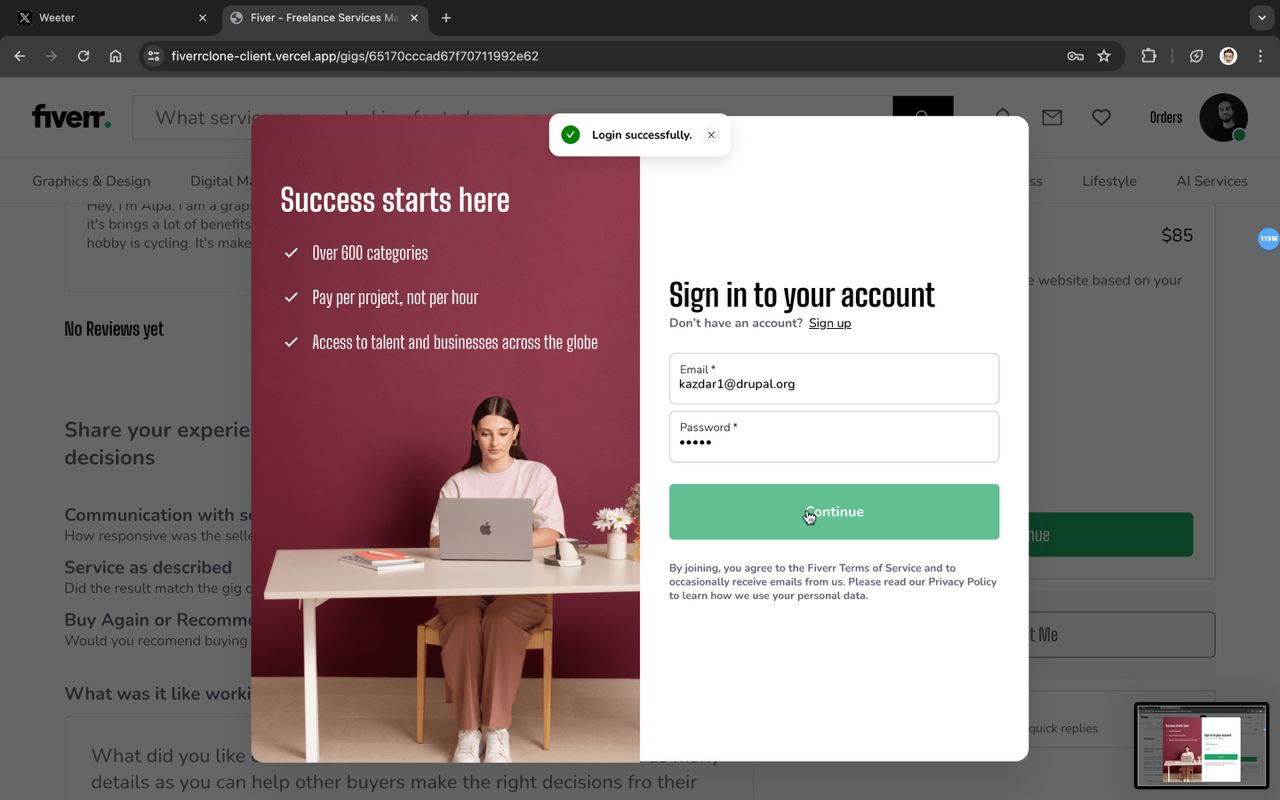 Weeter
Fiver - Freelance Services Ma
fiverrclone-client.vercel.app/gigs/65170cccad67f70711992e62
fiverr.
What servic
Orders
Login successfully.
Graphics & Design
Digital Ma
ss
Lifestyle
AI Services
Hey, I'm Alpa. I am a grap
it's brings a lot of benefits
hobby is cycling. It's make
$85
e website based on your
119M
No Reviews yet
Share your experie
decisions
Communication with se
How responsive was the selle
Service as described
Did the result match the gig d
Buy Again or Recomme
Would you recomend buying
What was it like worki
What did you like
as many
details as you can help other buyers make the right decisions fro their
nue
t Me
quick replies
Success starts here
Over 600 categories
Pay per project, not per hour
Access to talent and businesses across the globe
Sign in to your account
Don't have an account? Sign up
Email *
kazdar1@drupal.org
Password *
•••••
Continue
By joining, you agree to the Fiverr Terms of Service and to
occasionally receive emails from us. Please read our Privacy Policy
to learn how we use your personal data.